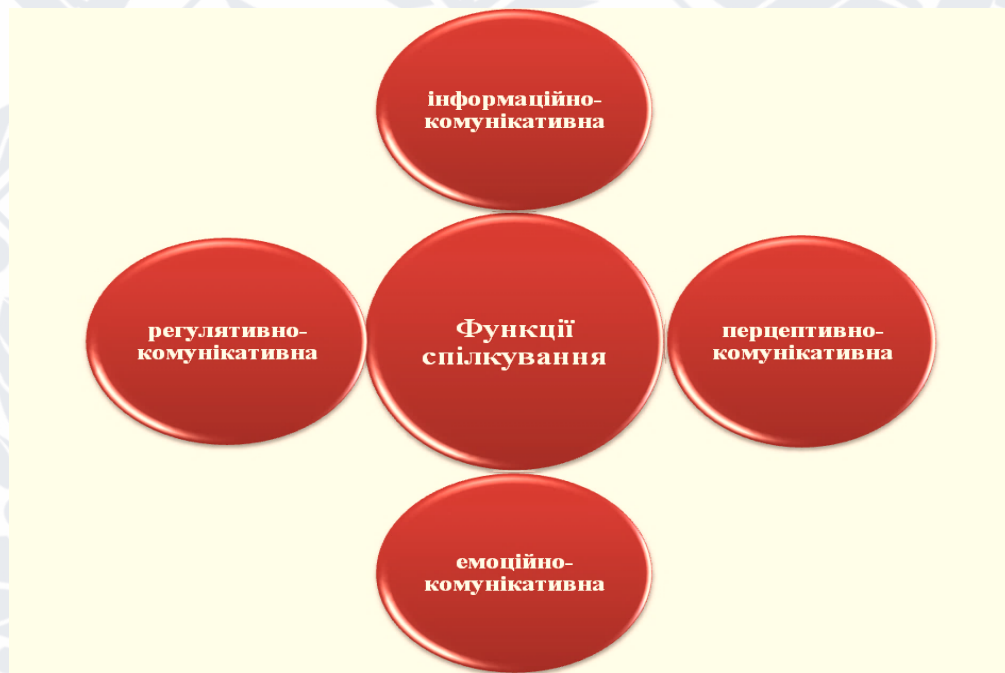 інформаційно-
комунікативна
регулятивно-
комунікативна
Функції
спілкування
перцептивно-
комунікативна
емоційно-
комунікативна